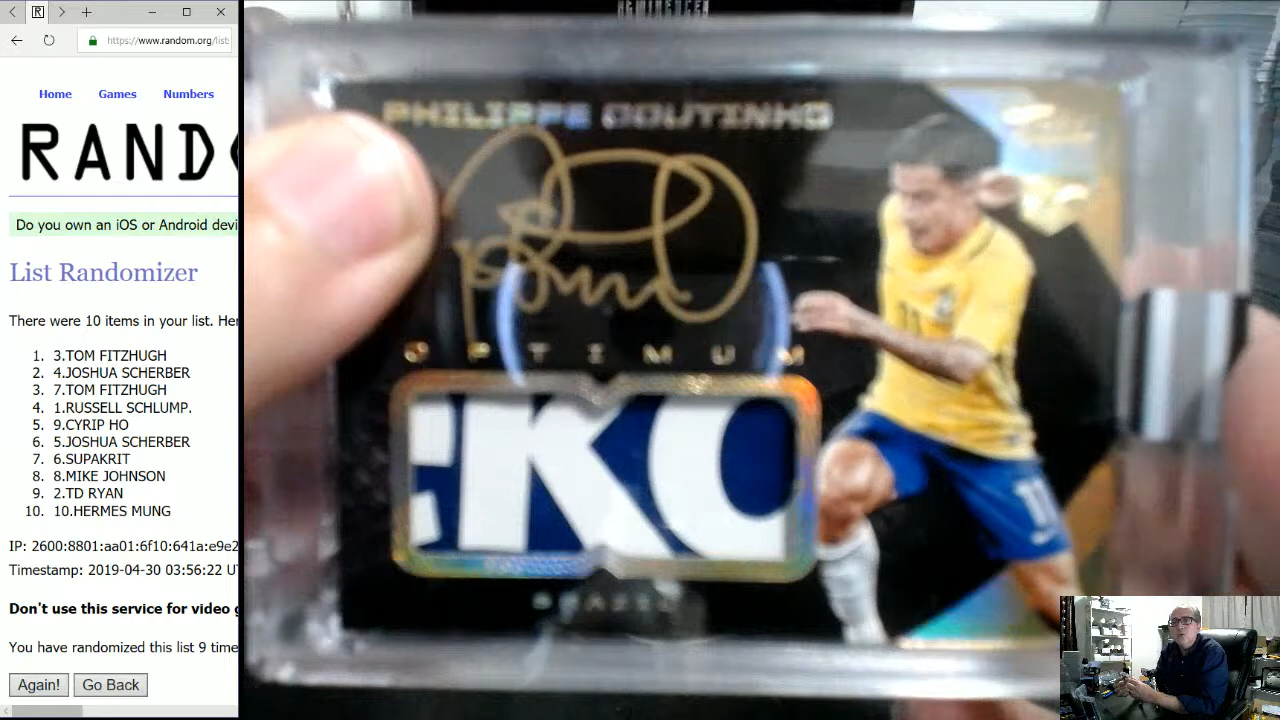 https://www.random.org/list
Home Games Numbers
RAND
Do you own an iOS or Android devi
List Randomizer
There were 10 items in your list. Her
1. 3.TOM FITZHUGH
2. 4.JOSHUA SCHERBER
3. 7.TOM FITZHUGH
4. 1.RUSSELL SCHLUMP.
5. 9.CYRIP HO
6. 5.JOSHUA SCHERBER
7. 6.SUPAKRIT
8. 8.MIKE JOHNSON
9. 2.TD RYAN
10. 10.HERMES MUNG
IP: 2600:8801:aa01:6f10:641a:e9e2
Timestamp: 2019-04-30 03:56:22 U
Don't use this service for video g
You have randomized this list 9 time
Again! Go Back
PHILIPPE COUTINHO
OPTIMUM
KO
BRAZIL
11
11